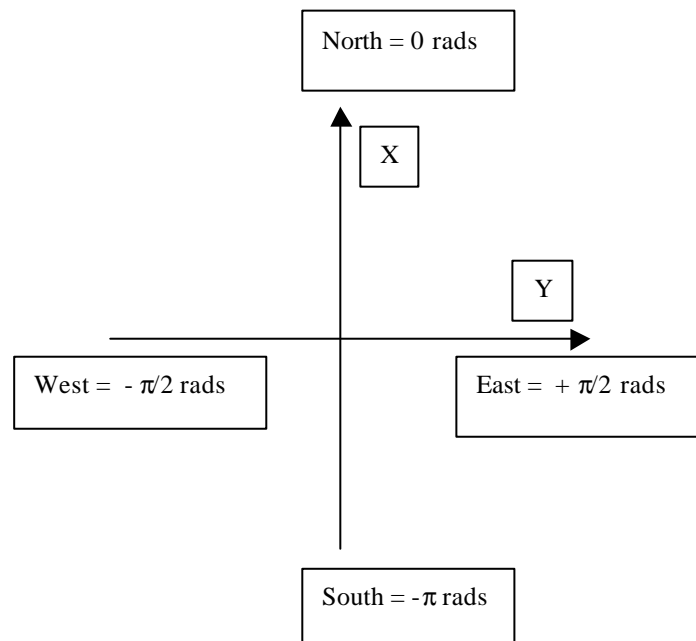 North = 0 rads
X
Y
West = - π/2 rads
East = + π/2 rads
South = -π rads